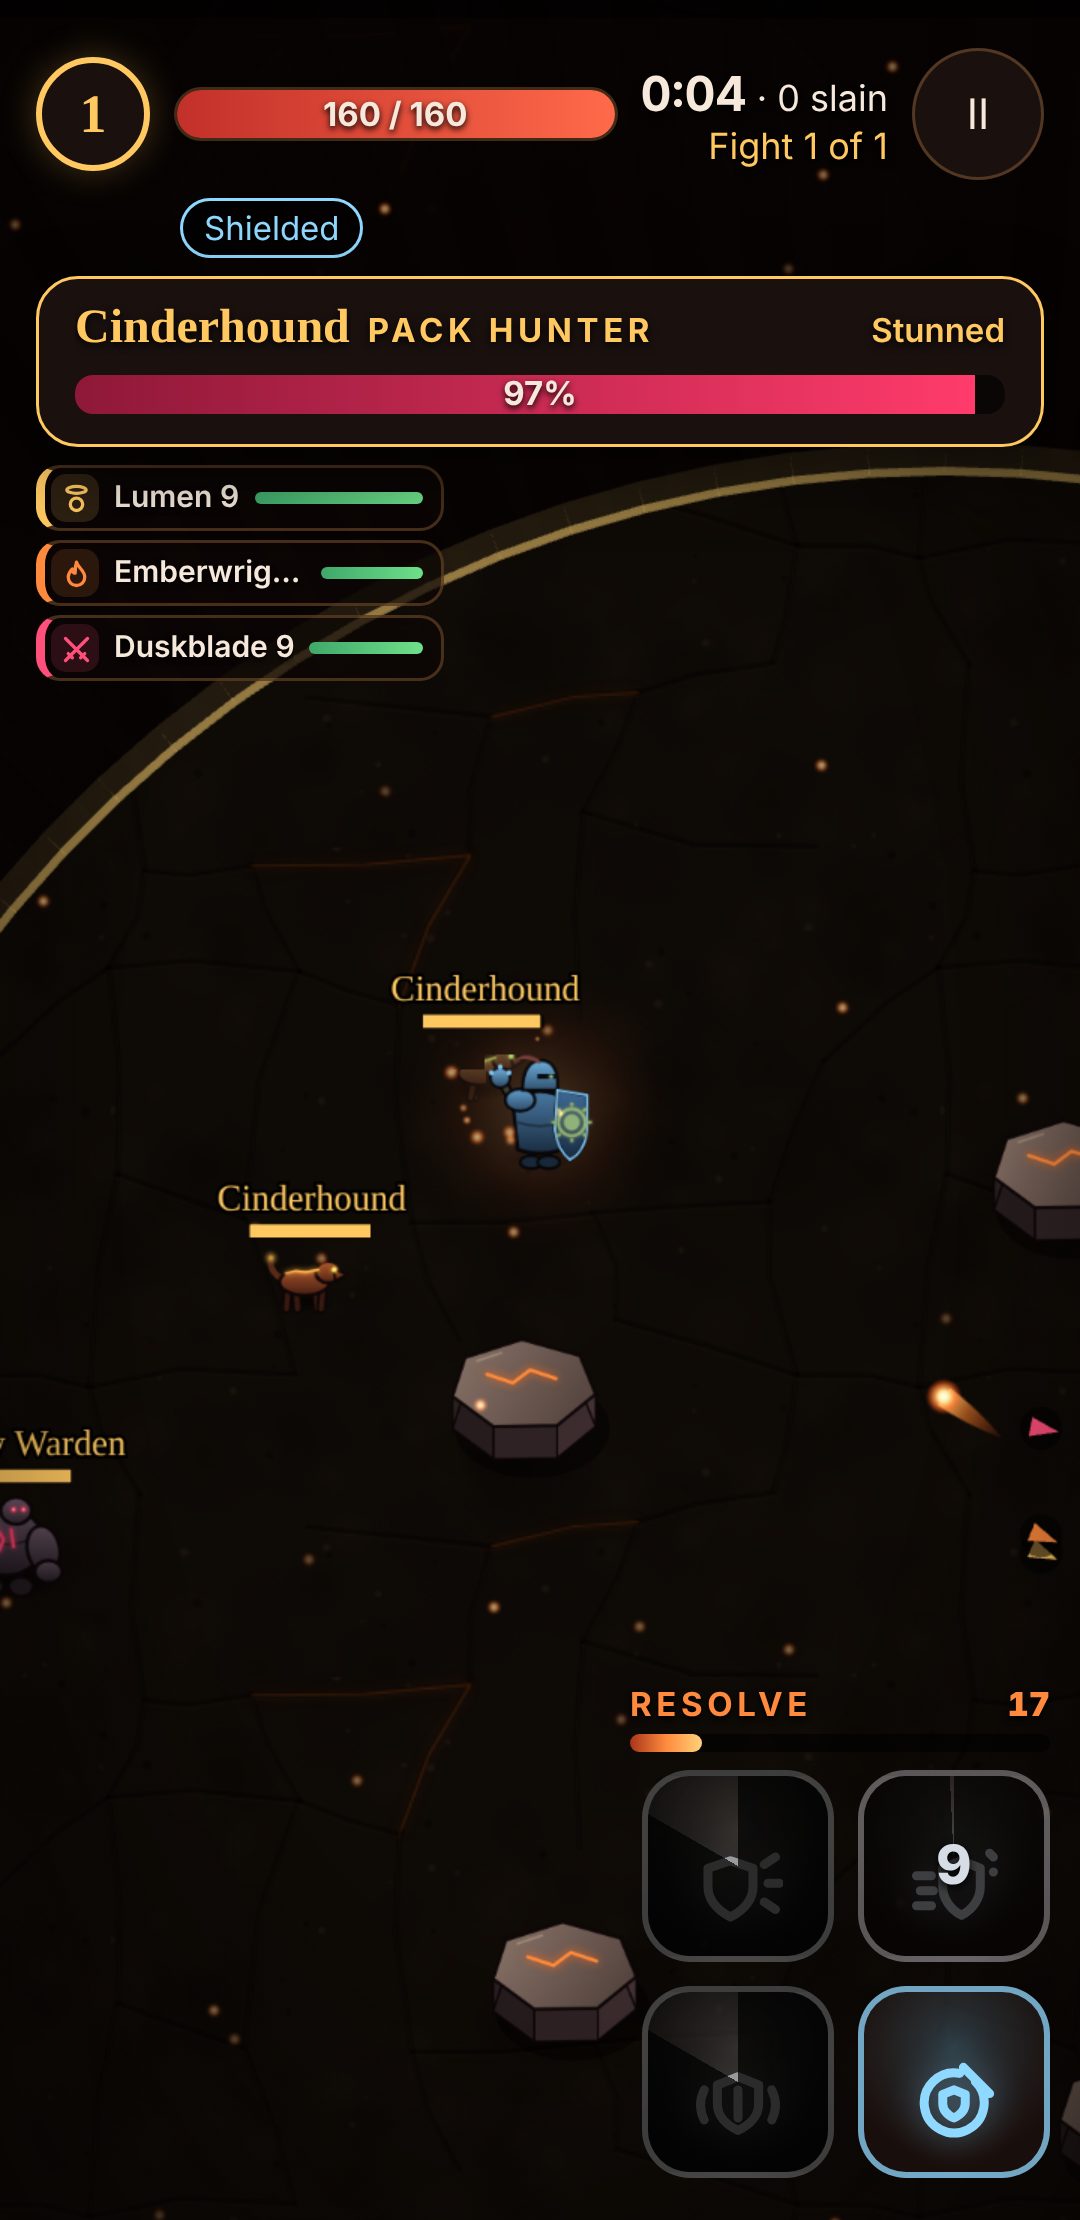 1
160 / 160
0:04 · 0 slain
Fight 1 of 1
Shielded
Cinderhound PACK HUNTER Stunned
97%
Lumen 9
Emberwrig...
Duskblade 9
Cinderhound
Cinderhound
Warden
RESOLVE 17
9